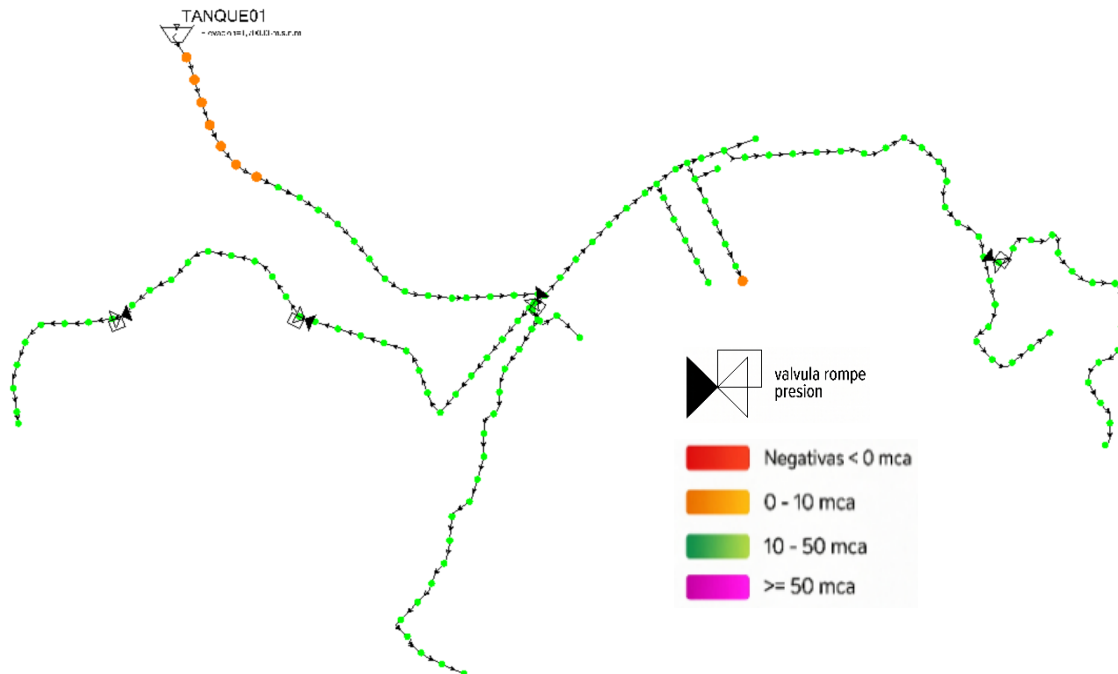 TANQUE01
valvula rompe
presion
Negativas < 0 mca
0 - 10 mca
10 - 50 mca
>= 50 mca